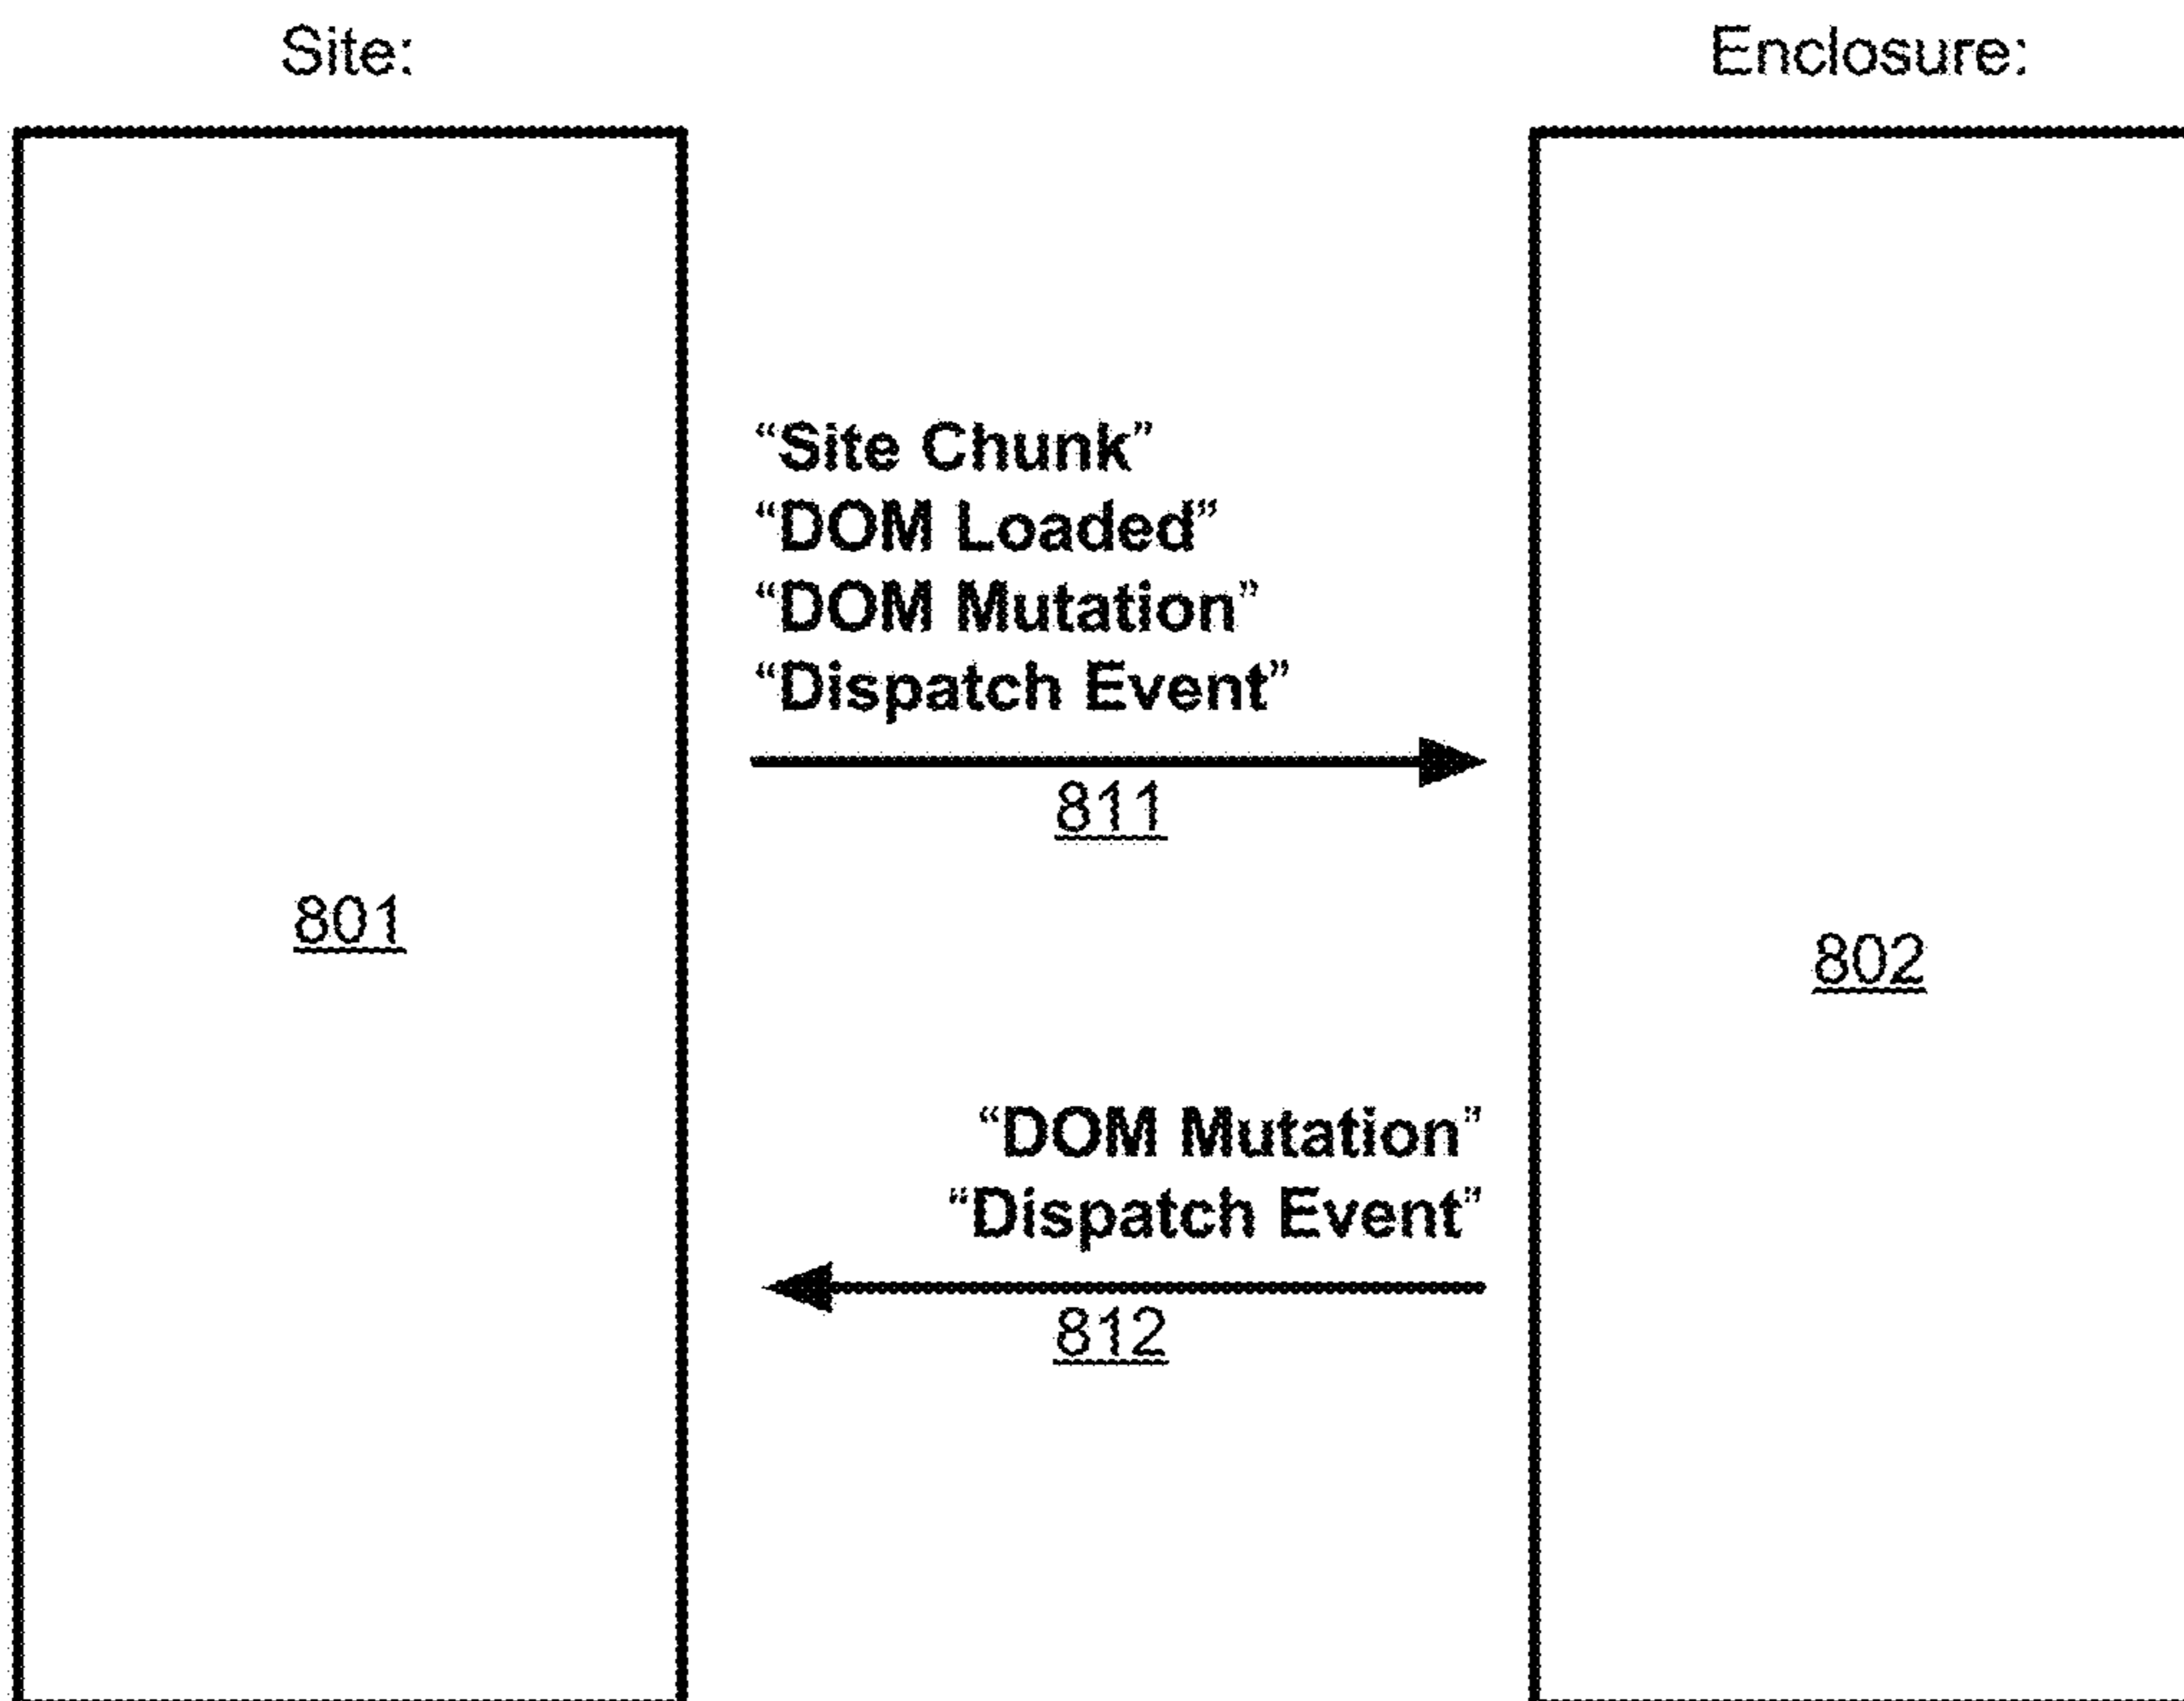 Site:
Enclosure:
“Site Chunk”
“DOM Loaded”
“DOM Mutation”
“Dispatch Event”
811
801
802
“DOM Mutation”
“Dispatch Event”
812